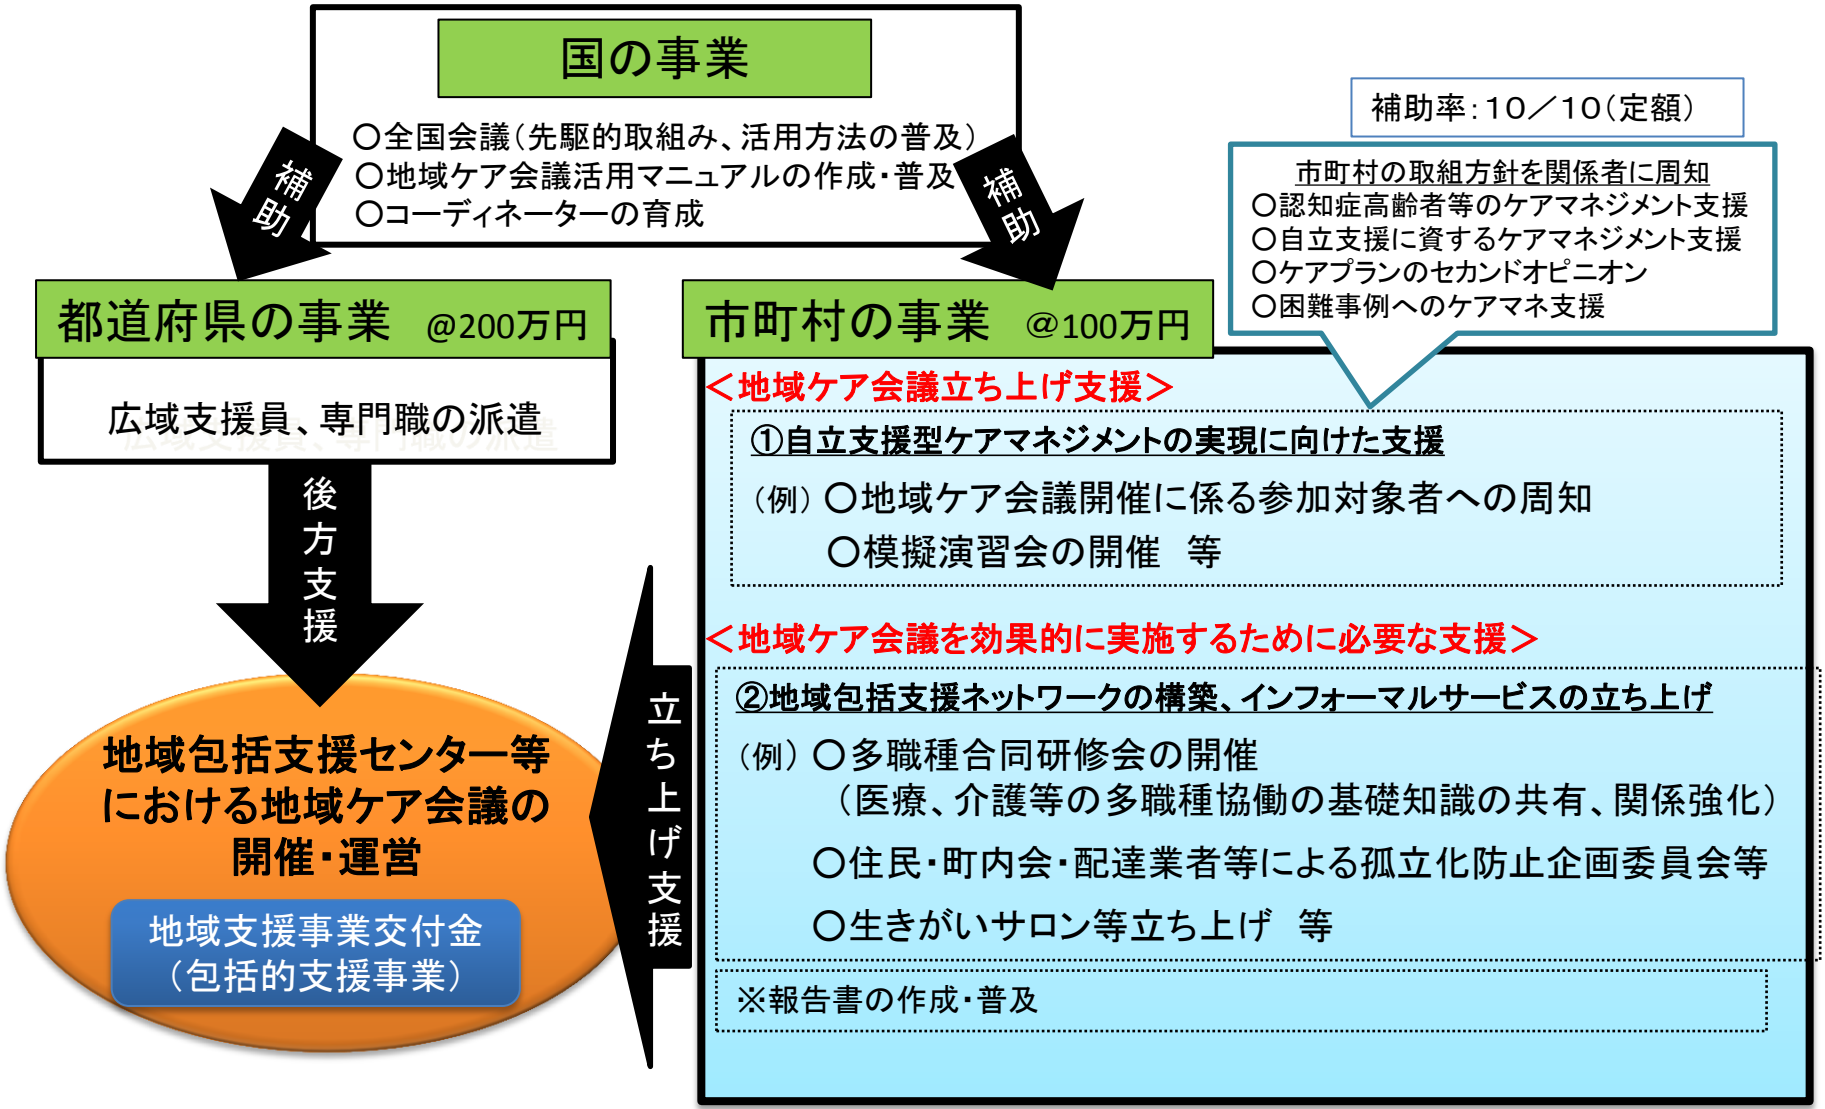 国の事業
○全国会議(先駆的取組み、活用方法の普及)
○地域ケア会議活用マニュアルの作成・普及
○コーディネーターの育成
補助
補助
補助率:10/10(定額)
市町村の取組方針を関係者に周知
○認知症高齢者等のケアマネジメント支援
○自立支援に資するケアマネジメント支援
○ケアプランのセカンドオピニオン
○困難事例へのケアマネ支援
都道府県の事業 @200万円
広域支援員、専門職の派遣
後方支援
市町村の事業 @100万円
<地域ケア会議立ち上げ支援>
①自立支援型ケアマネジメントの実現に向けた支援
(例)○地域ケア会議開催に係る参加対象者への周知
○模擬演習会の開催 等
<地域ケア会議を効果的に実施するために必要な支援>
②地域包括支援ネットワークの構築、インフォーマルサービスの立ち上げ
(例)○多職種合同研修会の開催
(医療、介護等の多職種協働の基礎知識の共有、関係強化)
○住民・町内会・配達業者等による孤立化防止企画委員会等
○生きがいサロン等立ち上げ 等
※報告書の作成・普及
立ち上げ支援
地域包括支援センター等
における地域ケア会議の
開催・運営
地域支援事業交付金
(包括的支援事業)